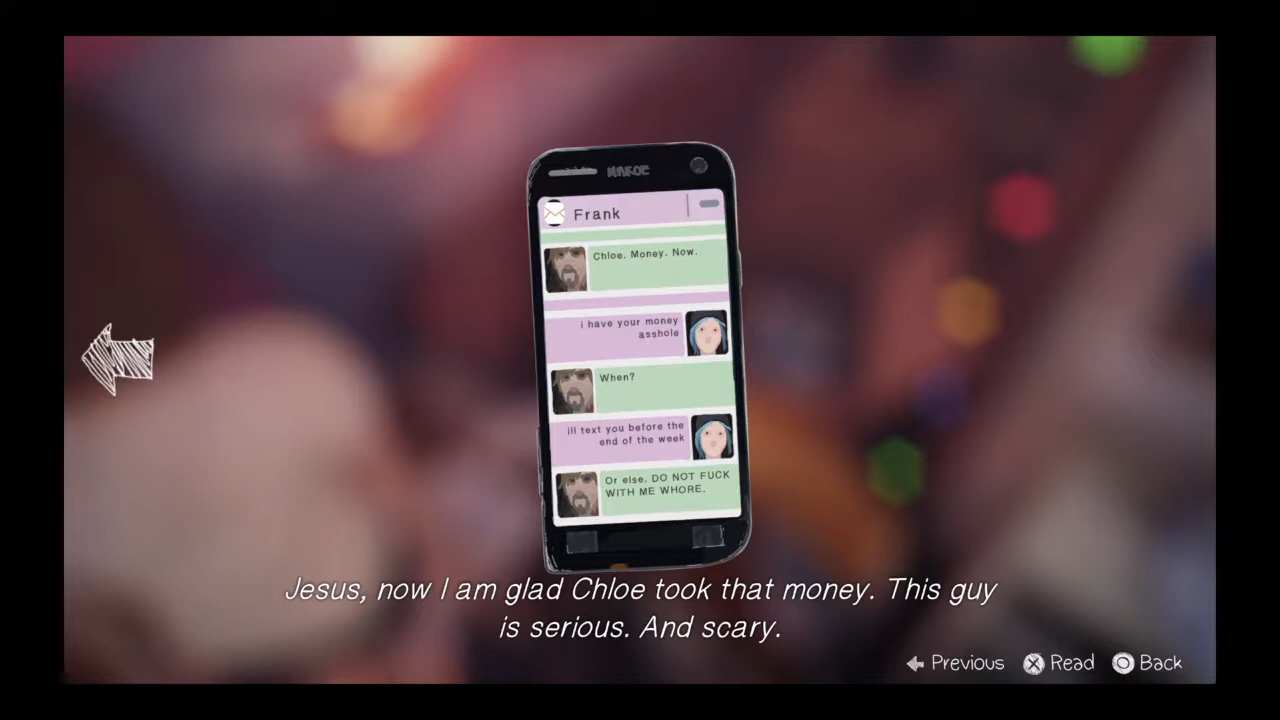 Frank
Chloe. Money. Now.
i have your money
asshole
When?
ill text you before the
end of the week
Or else. DO NOT FUCK
WITH ME WHORE.
Jesus, now I am glad Chloe took that money. This guy
is serious. And scary.
Previous Read Back